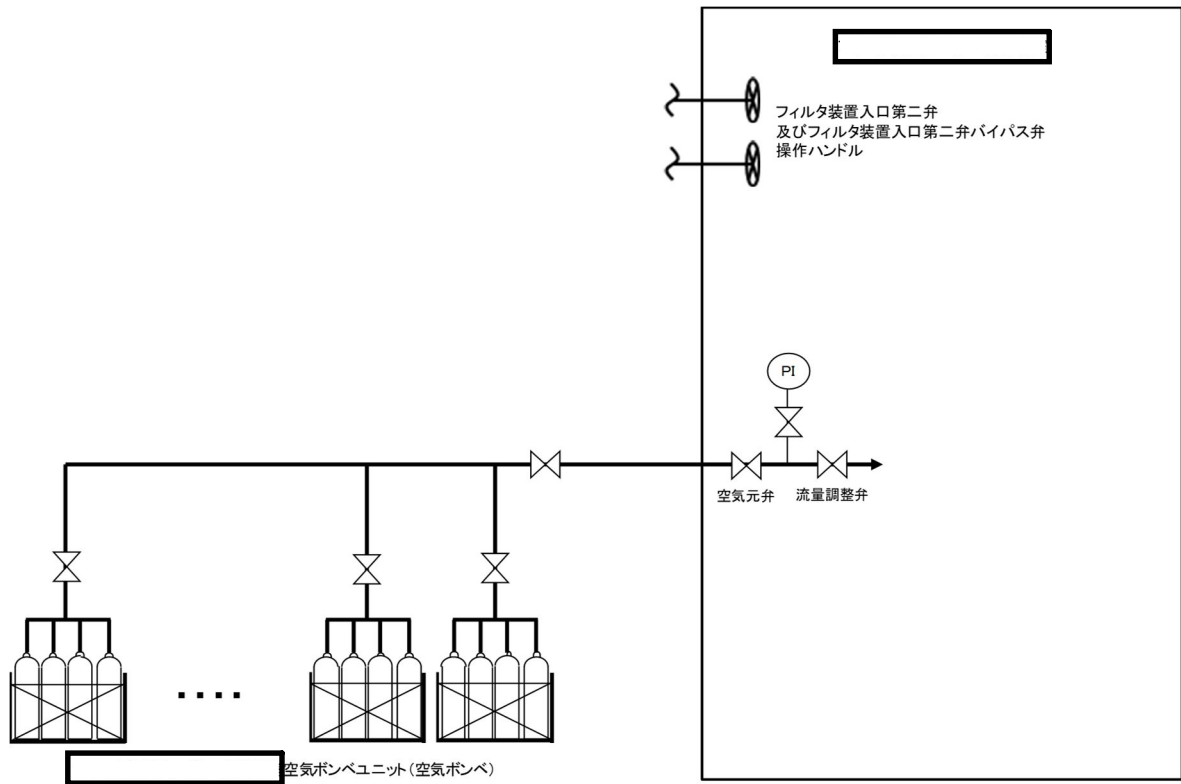 フィルタ装置入口第二弁
及びフィルタ装置入口第二弁バイパス弁
操作ハンドル
PI
空気元弁
流量調整弁
空気ボンベユニット(空気ボンベ)